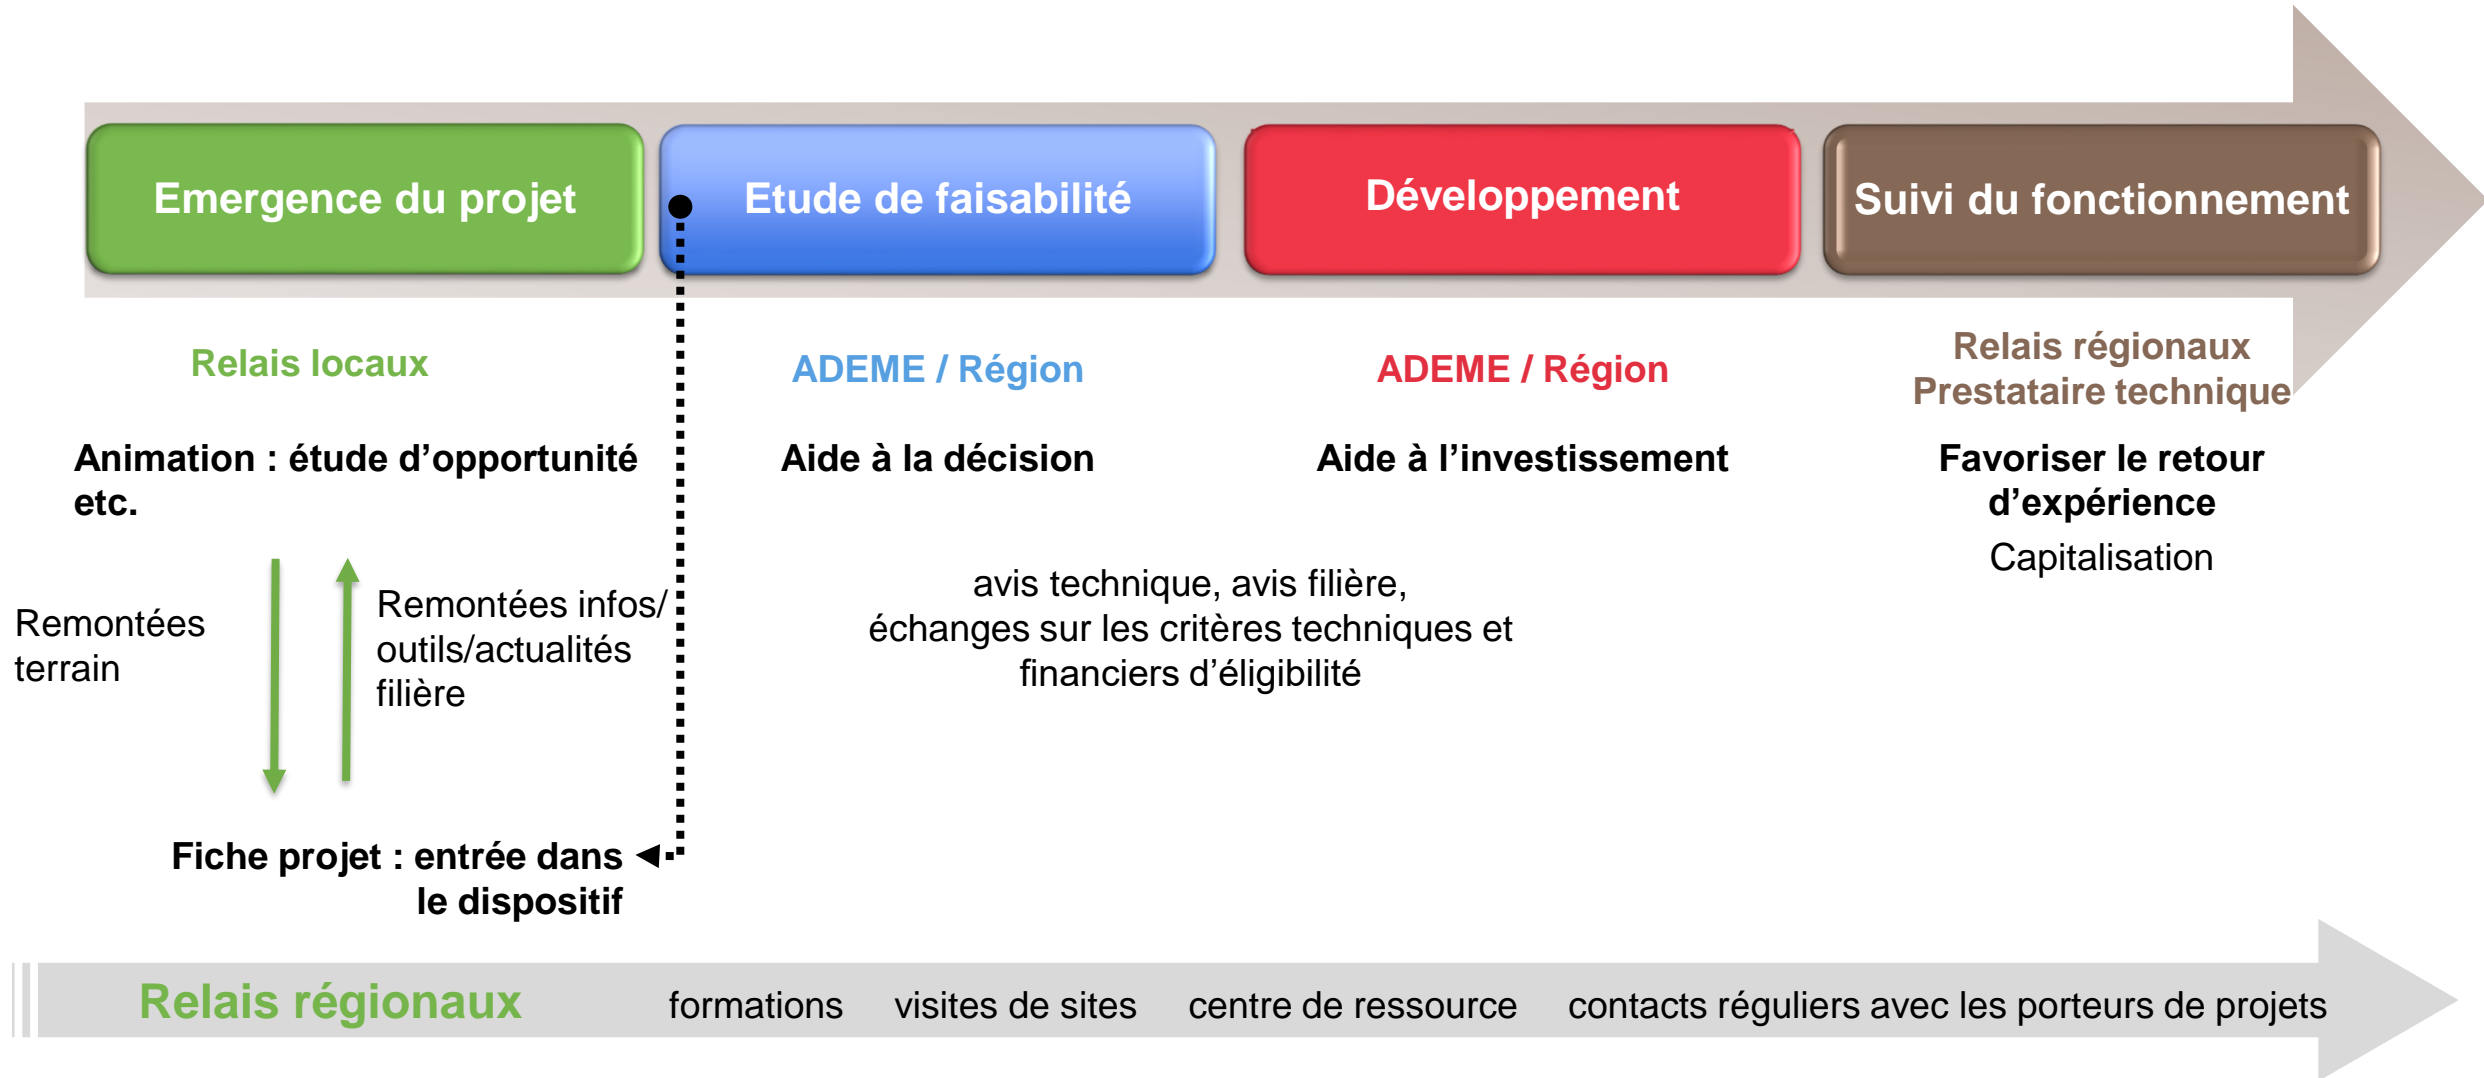 Emergence du projet
Etude de faisabilité
Développement
Suivi du fonctionnement
Relais locaux
ADEME / Région
ADEME / Région
Relais régionaux
Prestataire technique
Animation : étude d’opportunité
etc.
Aide à la décision
Aide à l’investissement
Favoriser le retour
d’expérience
Capitalisation
Remontées
terrain
Remontées infos/
outils/actualités
filière
avis technique, avis filière,
échanges sur les critères techniques et
financiers d’éligibilité
Fiche projet : entrée dans
le dispositif
Relais régionaux
formations
visites de sites
centre de ressource
contacts réguliers avec les porteurs de projets